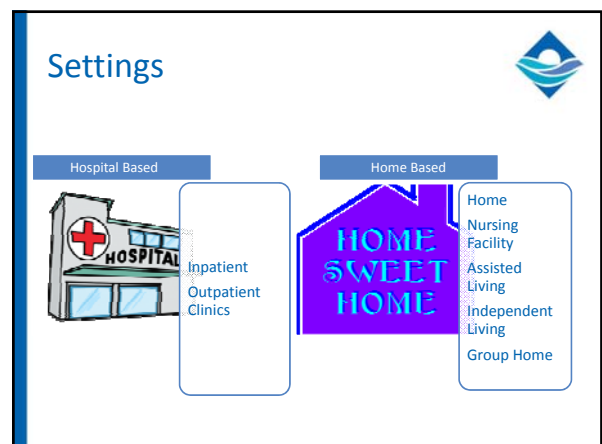 Settings
Hospital Based
HOSPITAL
Inpatient
Outpatient
Clinics
Home Based
HOME
SWEET
HOME
Home
Nursing
Facility
Assisted
Living
Independent
Living
Group Home